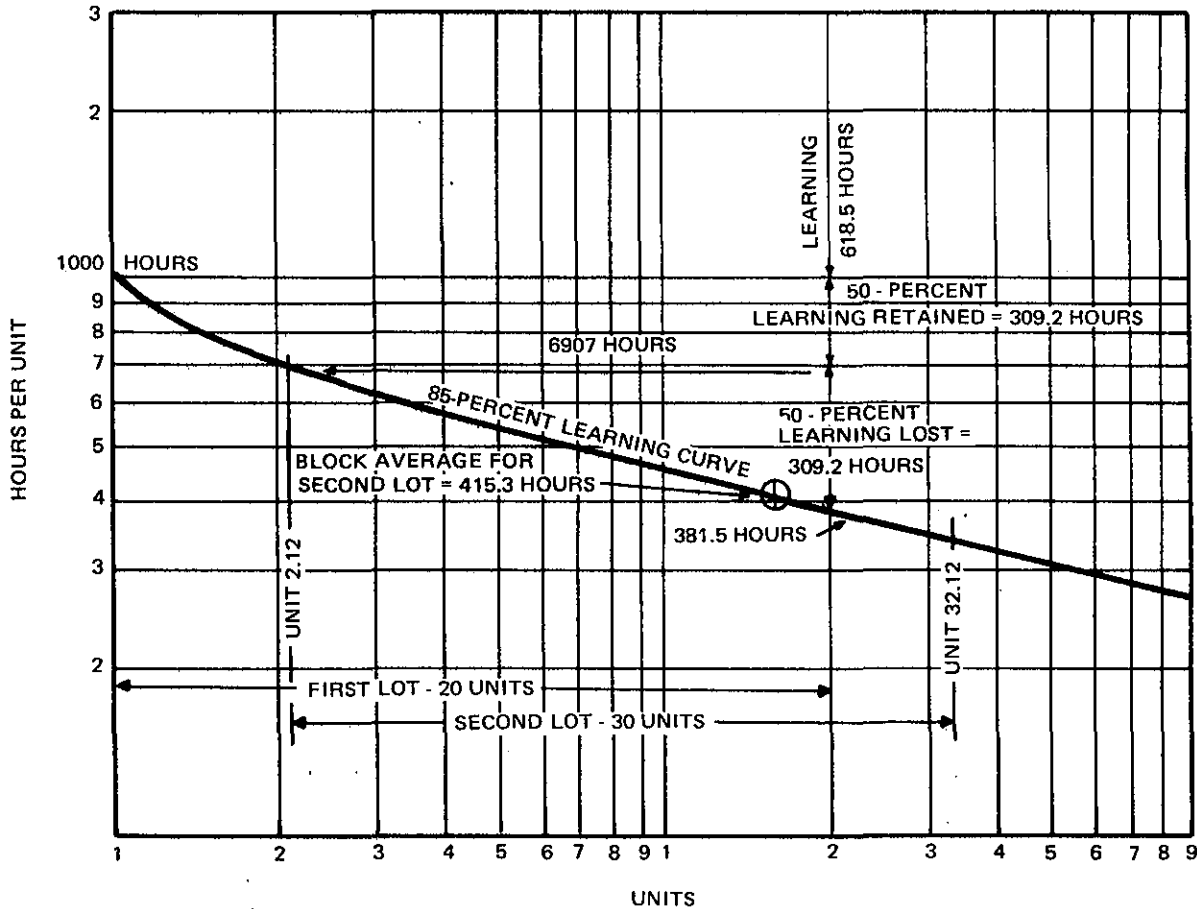 3
2
1000
9
8
7
6
5
4
3
2
HOURS PER UNIT
HOURS
LEARNING
618.5 HOURS
50 - PERCENT
LEARNING RETAINED = 309.2 HOURS
6907 HOURS
85-PERCENT LEARNING CURVE
50 - PERCENT
LEARNING LOST =
309.2 HOURS
BLOCK AVERAGE FOR
SECOND LOT = 415.3 HOURS
381.5 HOURS
UNIT 2.12
UNIT 32.12
FIRST LOT - 20 UNITS
SECOND LOT - 30 UNITS
1 2 3 4 5 6 7 8 9 1 2 3 4 5 6 7 8 9
UNITS